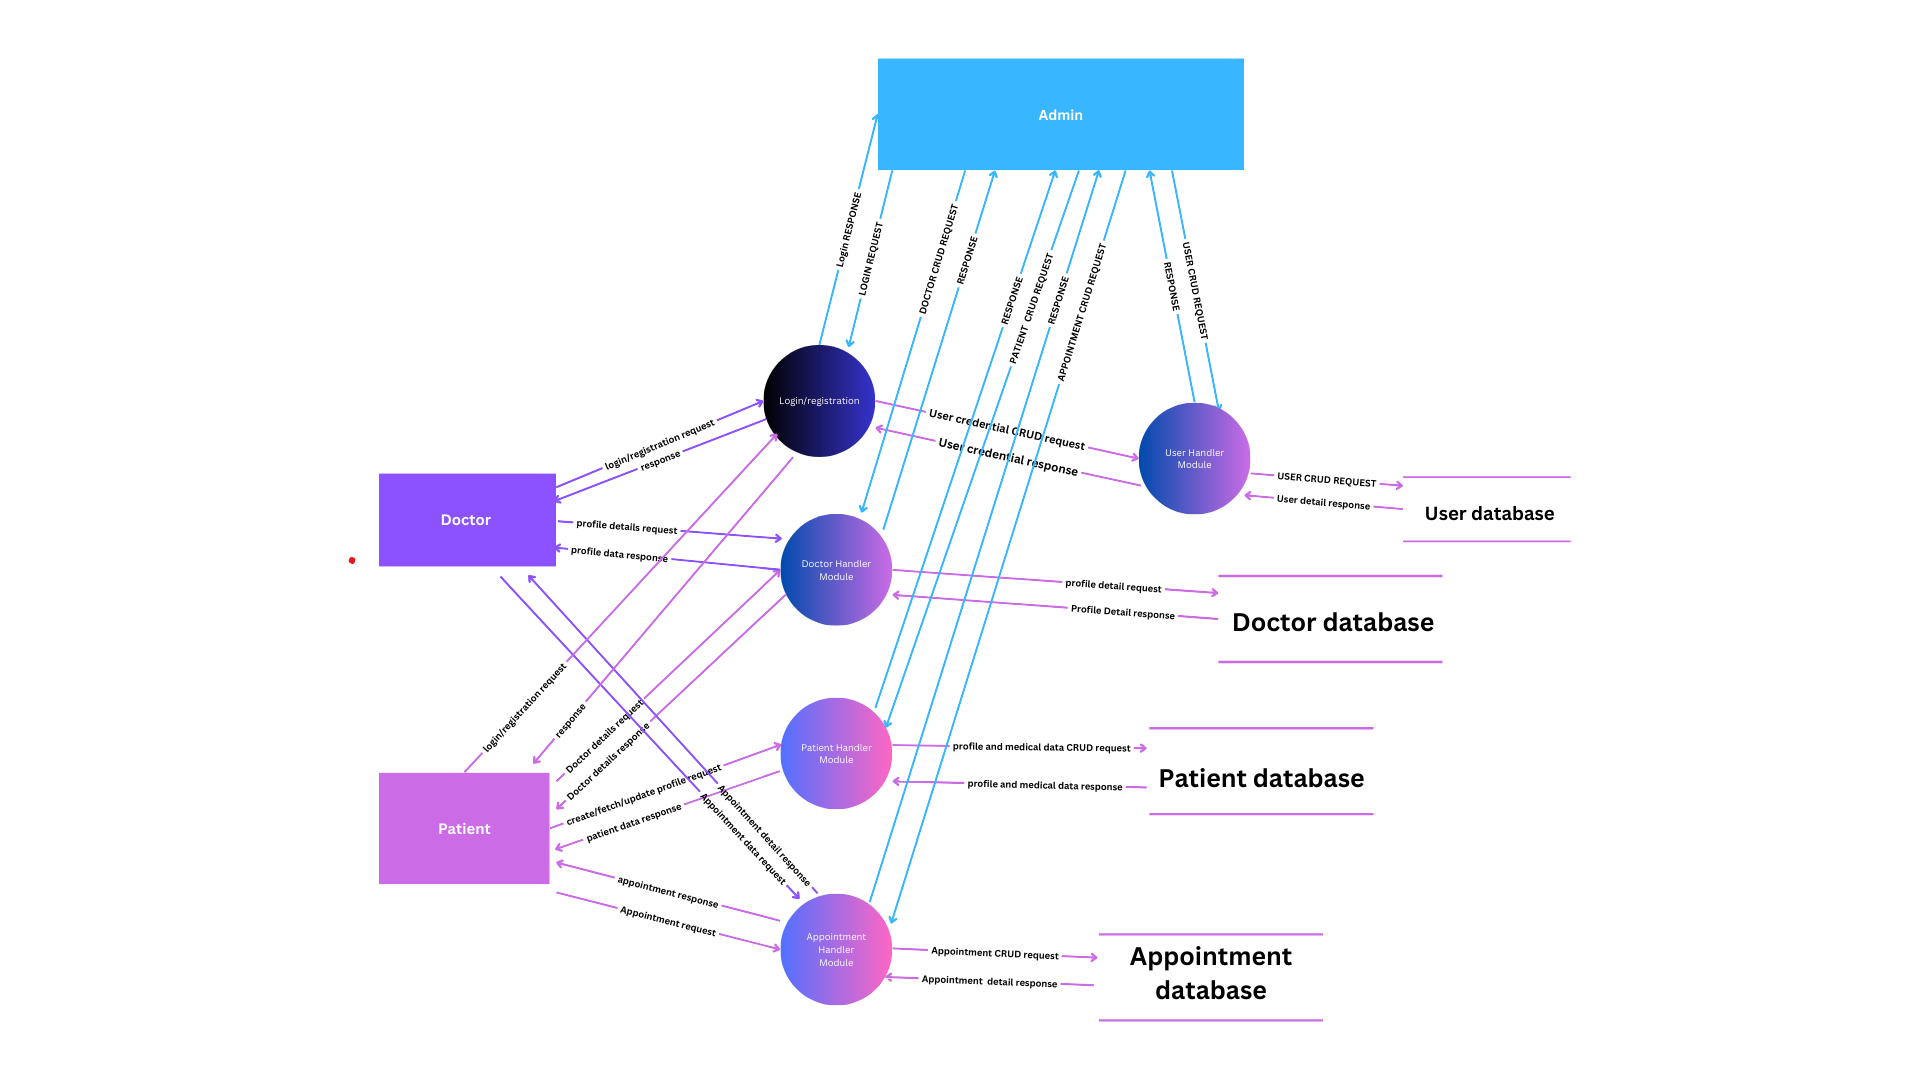 Admin
Login RESPONSE
LOGIN REQUEST
DOCTOR CRUD REQUEST
RESPONSE
RESPONSE
PATIENT CRUD REQUEST
RESPONSE
APPOINTMENT CRUD REQUEST
RESPONSE
USER CRUD REQUEST
Login/registration
login/registration request
response
User credential CRUD request
User credential response
User Handler
Module
USER CRUD REQUEST
User detail response
User database
Doctor
profile details request
profile data response
Doctor Handler
Module
profile detail request
Profile Detail response
Doctor database
login/registration request
response
Doctor details request
Doctor details response
Patient Handler
Module
profile and medical data CRUD request
profile and medical data response
Patient database
create/fetch/update profile request
patient data response
Patient
Appointment detail response
Appointment data request
appointment response
Appointment request
Appointment
Handler
Module
Appointment CRUD request
Appointment detail response
Appointment
database